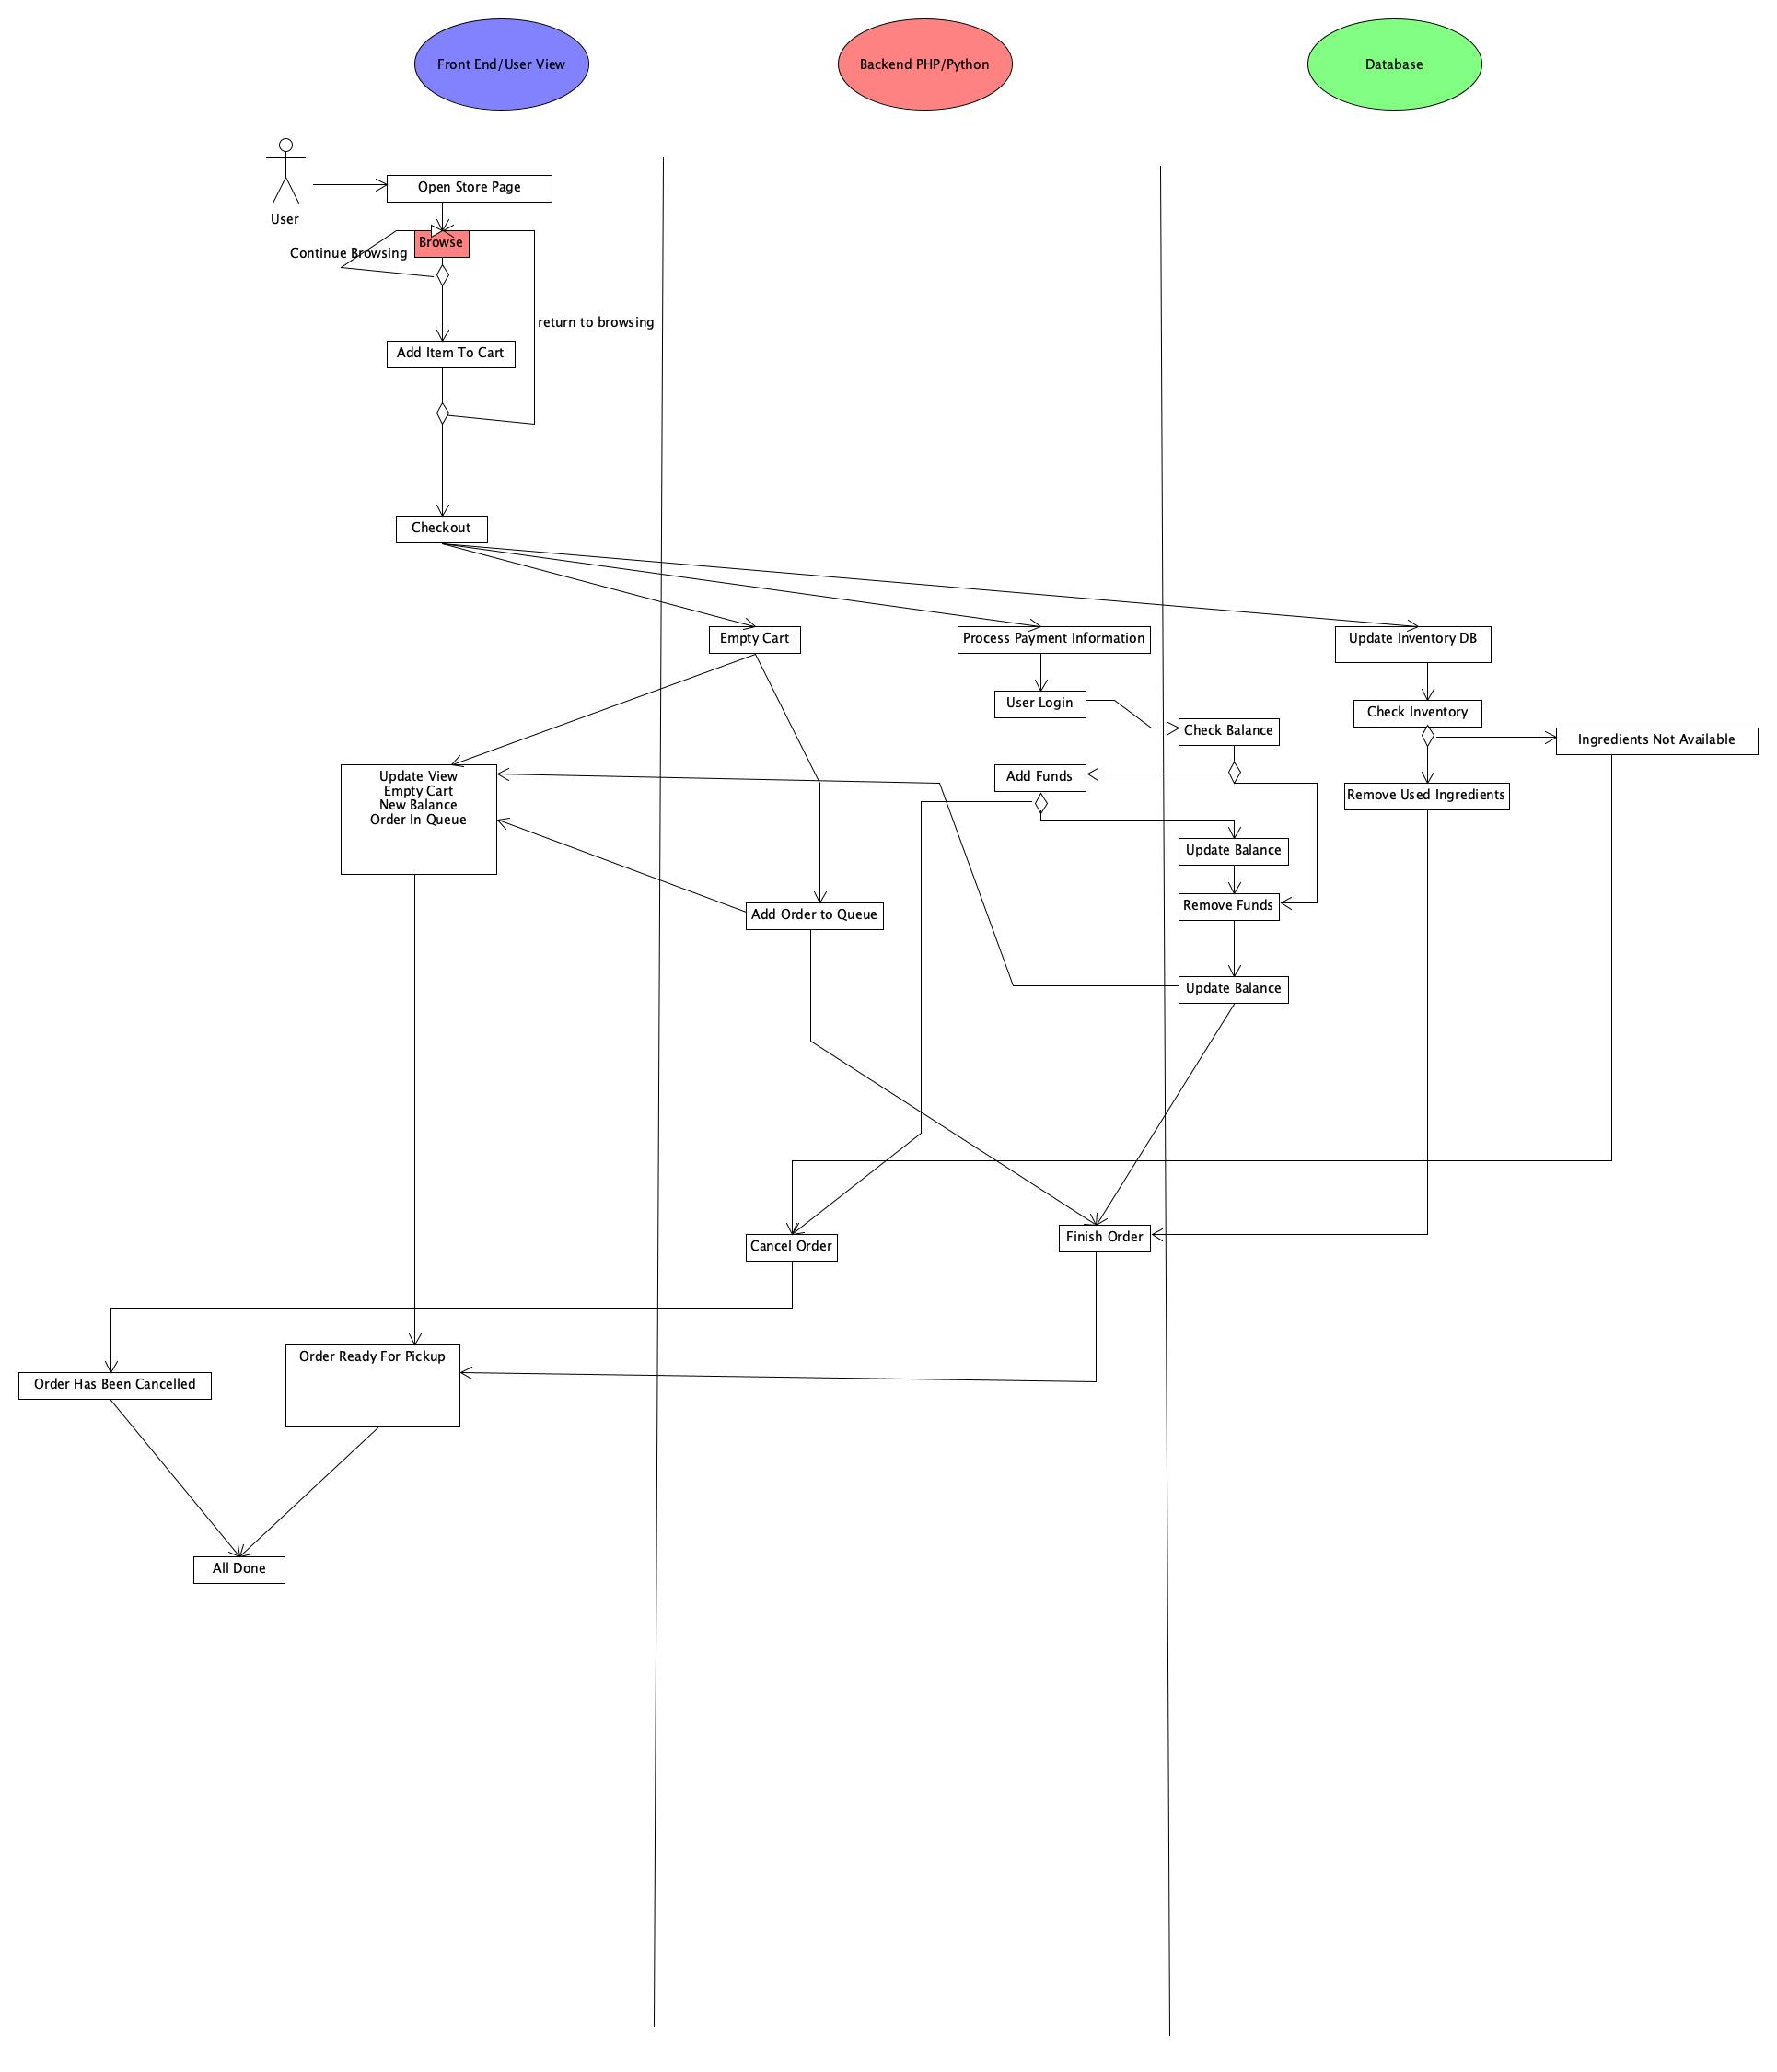 Front End/User View
Backend PHP/Python
Database
User
Open Store Page
Browse
Continue Browsing
return to browsing
Add Item To Cart
Checkout
Empty Cart
Process Payment Information
Update Inventory DB
User Login
Check Inventory
Check Balance
Ingredients Not Available
Update View
Empty Cart
New Balance
Order In Queue
Add Funds
Remove Used Ingredients
Update Balance
Remove Funds
Add Order to Queue
Update Balance
Cancel Order
Finish Order
Order Ready For Pickup
Order Has Been Cancelled
All Done